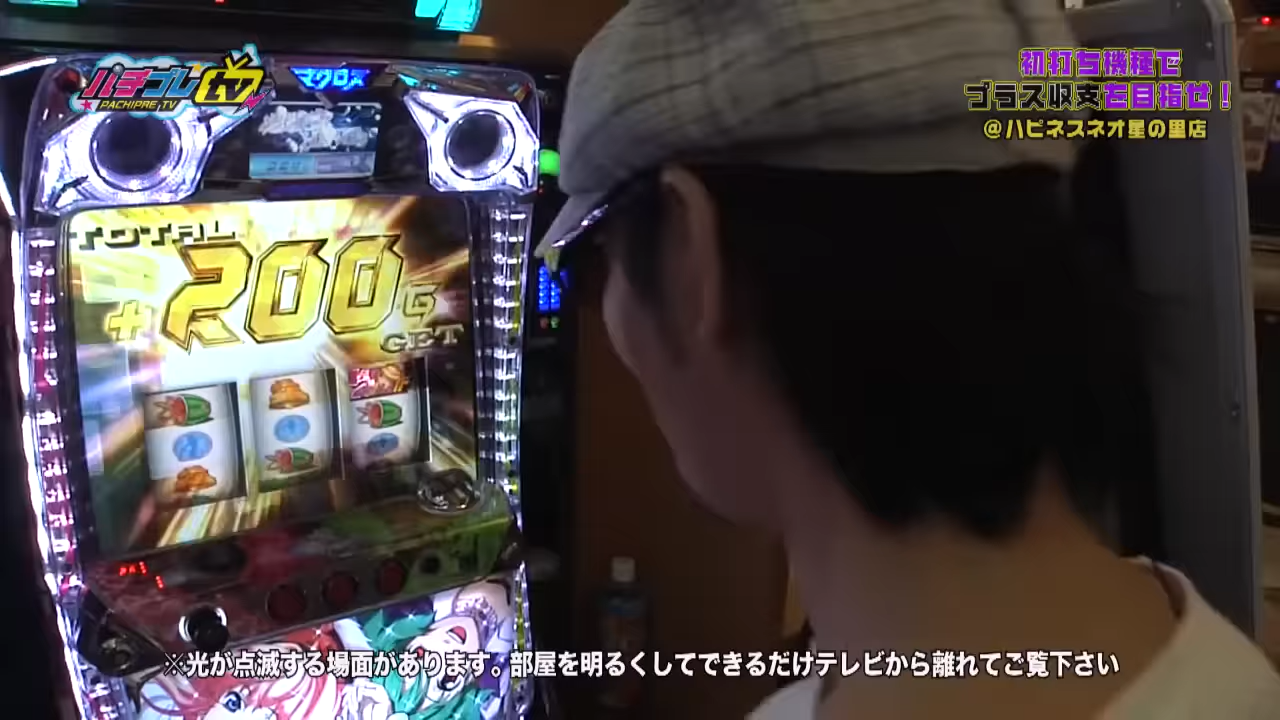 パチプレtv
PACHIPRE TV
マクロス
初打ち機種で
プラス収支を目指せ！
＠ハピネスネオ星の里店
TOTAL
+200G
GET
※光が点滅する場面があります。部屋を明るくしてできるだけテレビから離れてご覧下さい